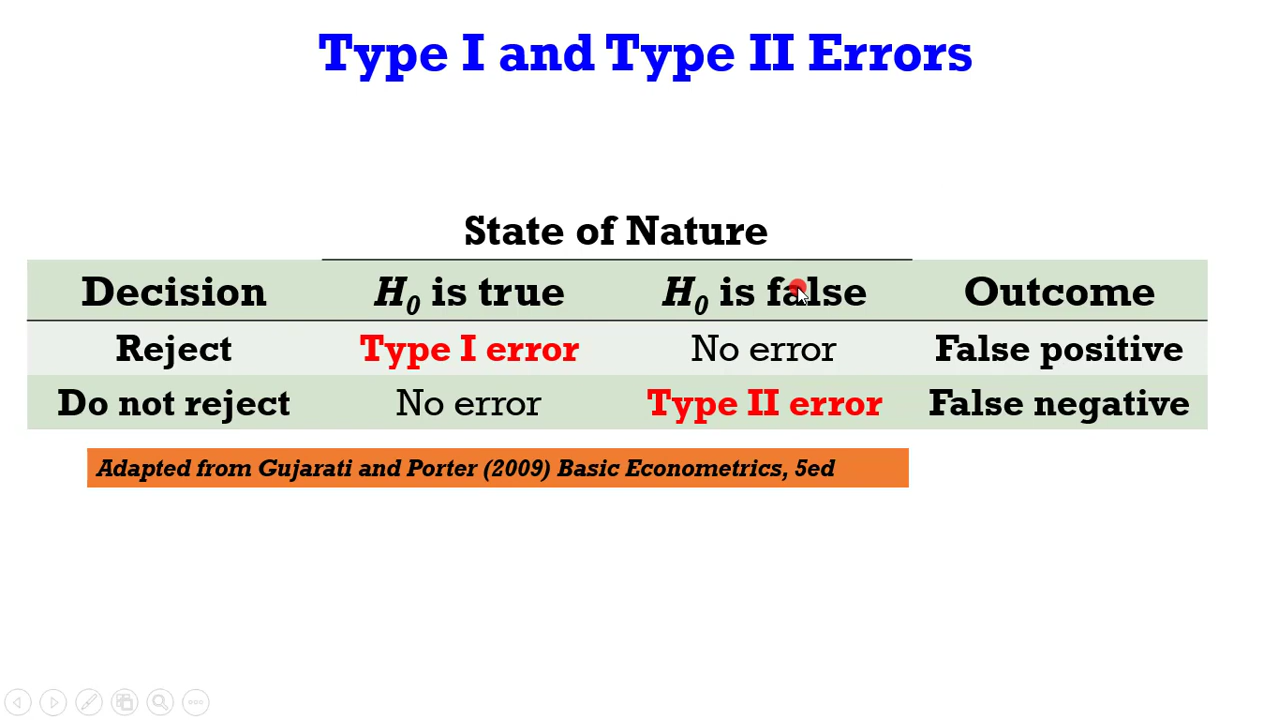 Type I and Type II Errors
State of Nature
Decision H0 is true H0 is false Outcome
Reject Type I error No error False positive
Do not reject No error Type II error False negative
Adapted from Gujarati and Porter (2009) Basic Econometrics, 5ed